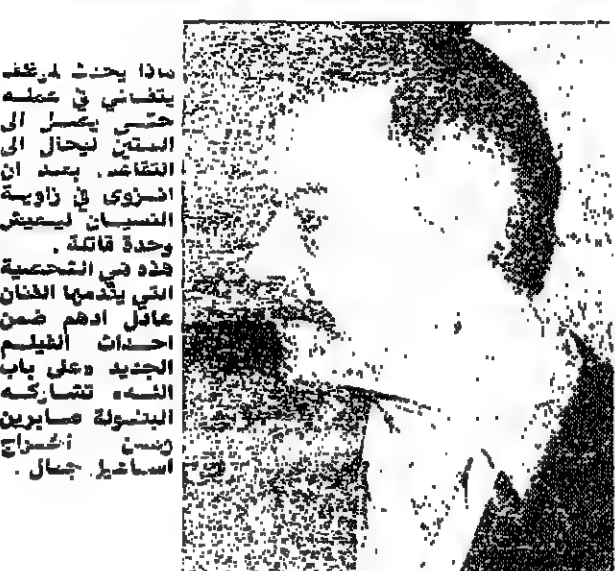 ماذا يحدث لموظف
يتفاني في عمله
حتى يصل الى
الستين ليحال الى
التقاعد . بعد ان
انزوى في زاوية
النسيان ليعيش
وحدة قاتلة .
هذه هي الشخصية
التي يقدمها الفنان
عادل ادهم ضمن
احداث الفيلم
الجديد «على باب
الله» تشاركه
البطولة صابرين
ومن اخراج
اسماعيل جمال .